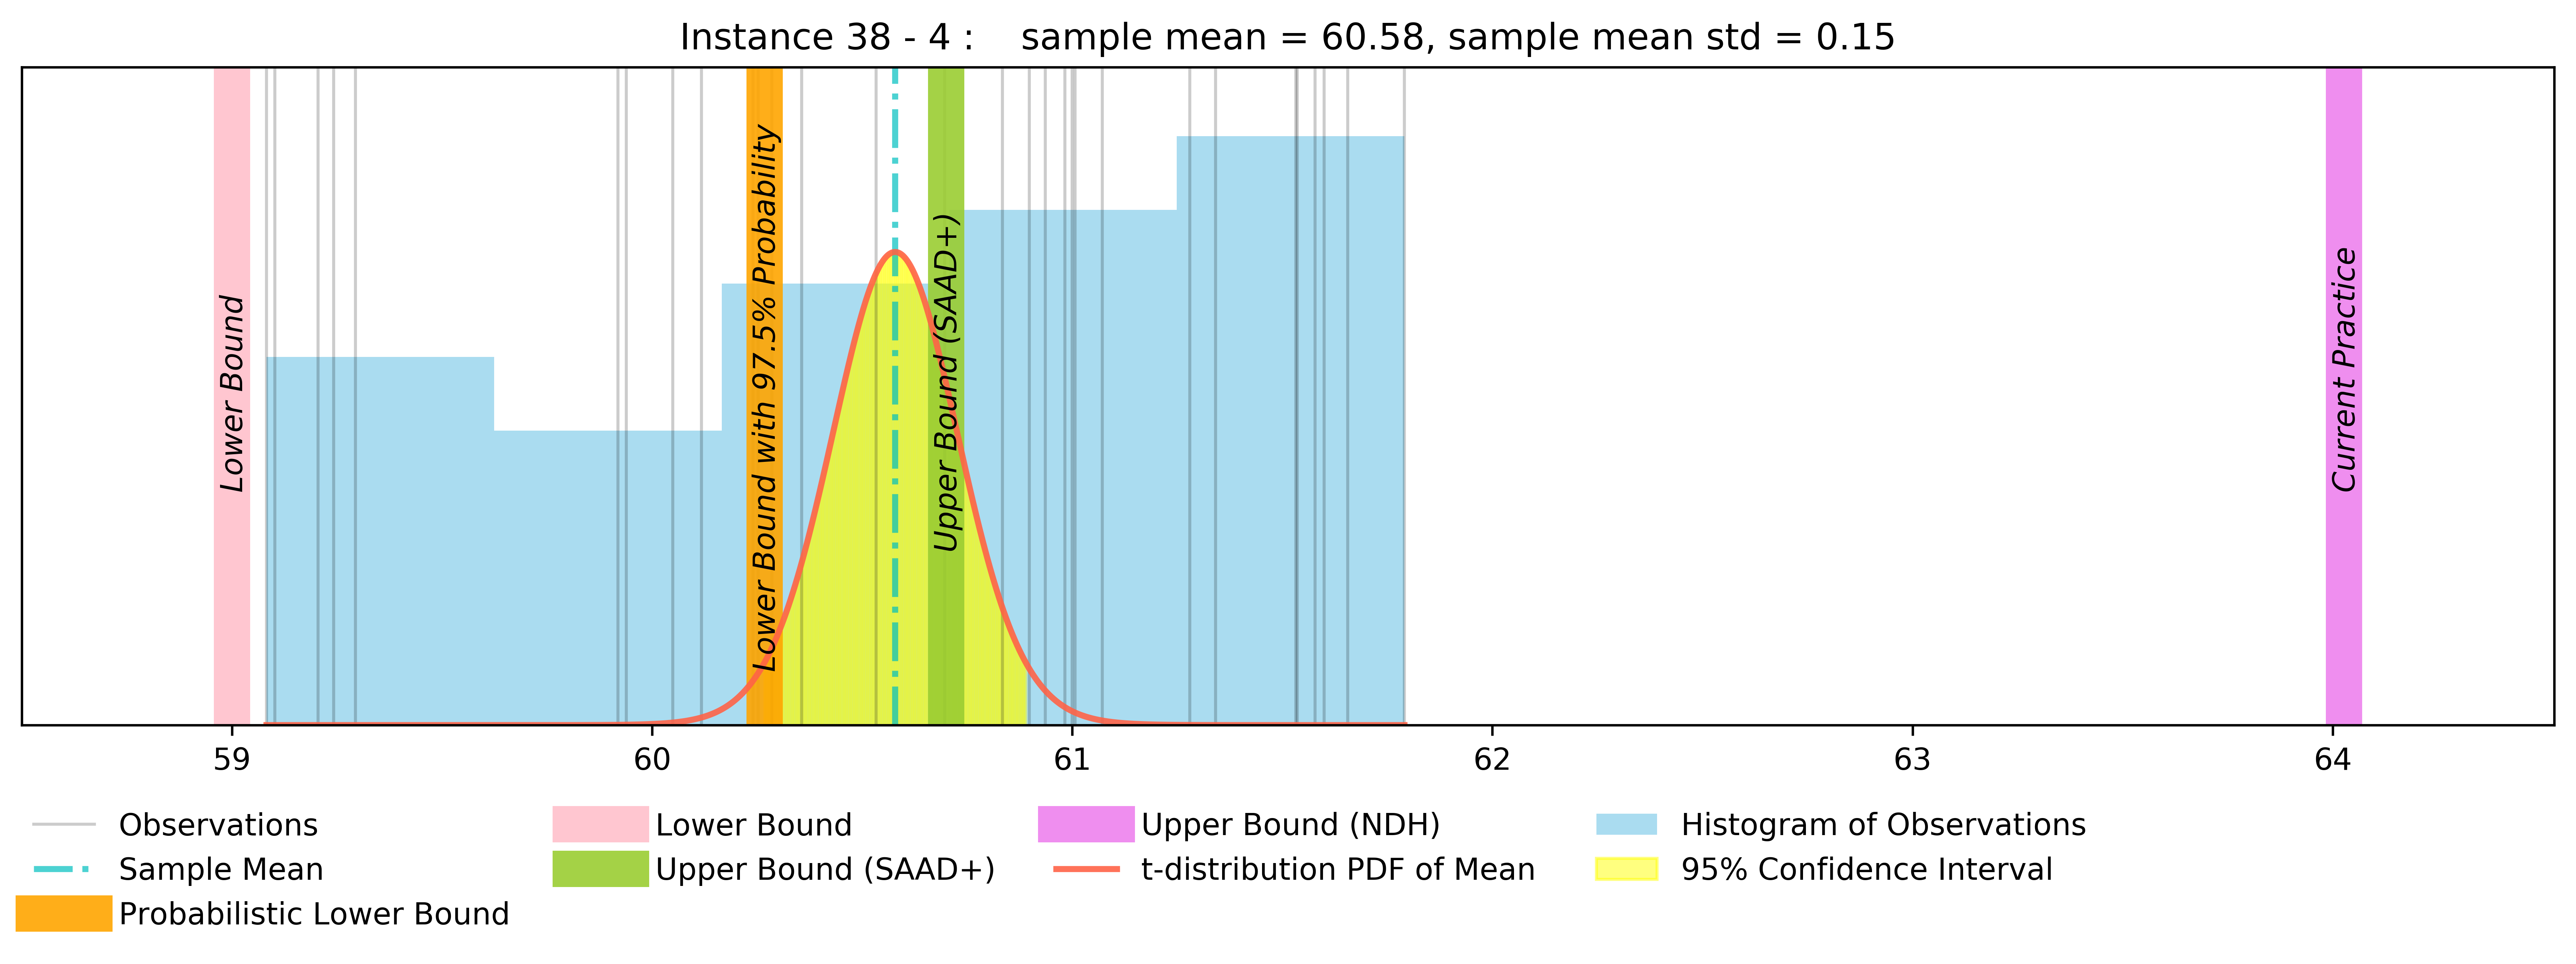 Instance 38 - 4 :    sample mean = 60.58, sample mean std = 0.15
Lower Bound
Lower Bound with 97.5% Probability
Upper Bound (SAAD+)
Current Practice
59 60 61 62 63 64
Observations
Sample Mean
Probabilistic Lower Bound
Lower Bound
Upper Bound (SAAD+)
Upper Bound (NDH)
t-distribution PDF of Mean
Histogram of Observations
95% Confidence Interval